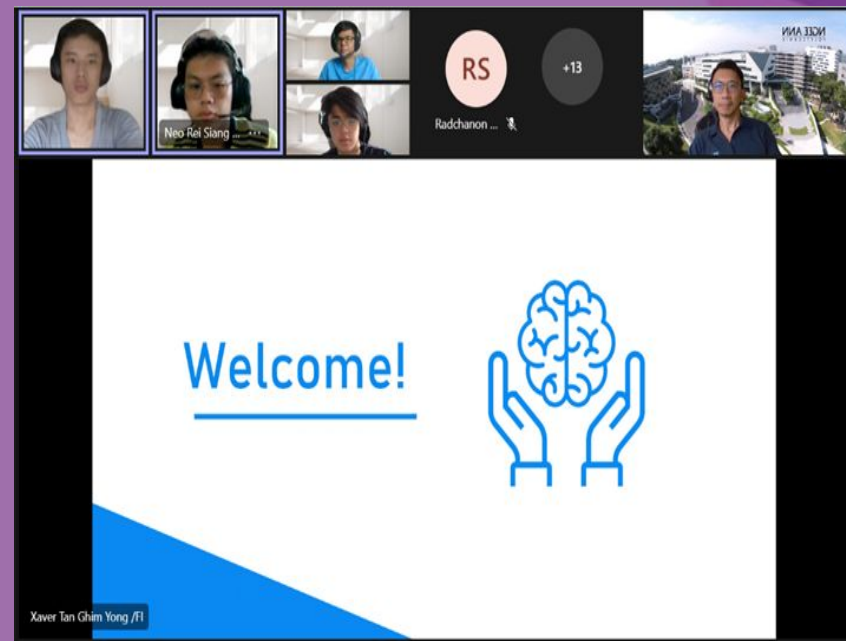 Neo Rei Siang ... ...
RS
Radchanon ...
+13
NGEE ANN
Welcome!
Xaver Tan Ghim Yong /FI